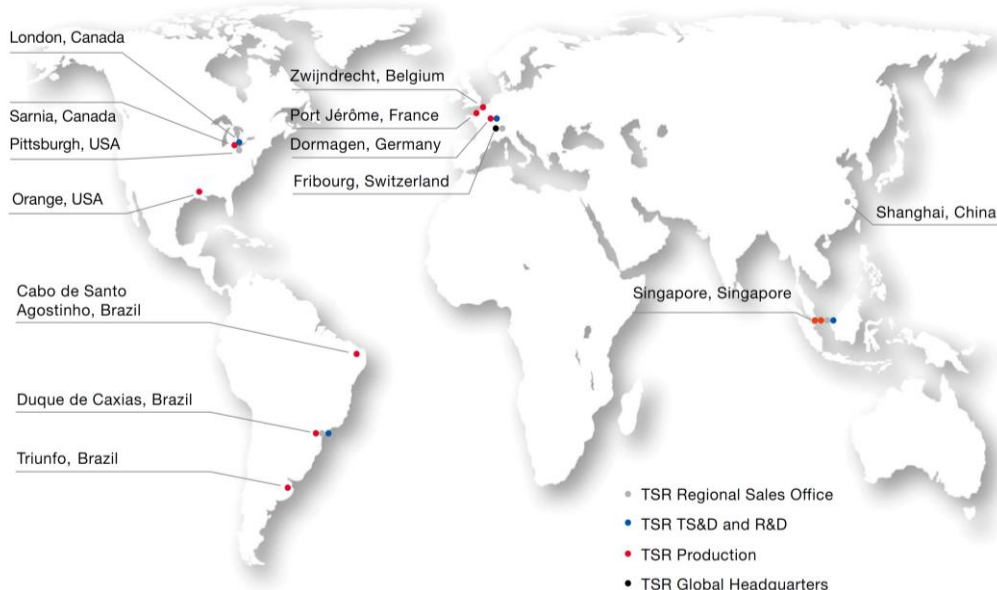 London, Canada
Sarnia, Canada
Pittsburgh, USA
Orange, USA
Cabo de Santo
Agostinho, Brazil
Duque de Caxias, Brazil
Triunfo, Brazil
Zwijndrecht, Belgium
Port Jérôme, France
Dormagen, Germany
Fribourg, Switzerland
Shanghai, China
Singapore, Singapore
TSR Regional Sales Office
TSR TS&D and R&D
TSR Production
TSR Global Headquarters